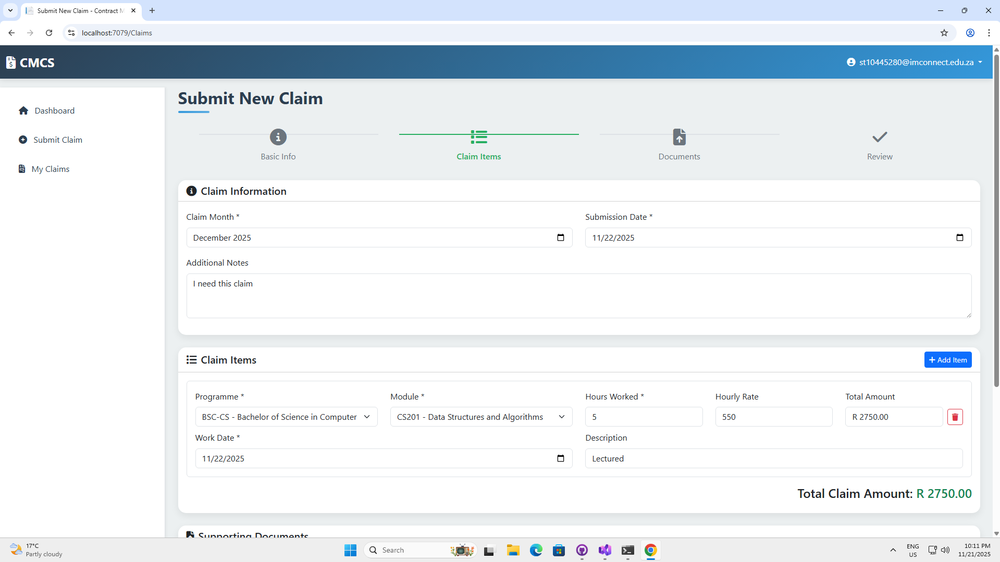 Submit New Claim - Contract M
localhost:7079/Claims
CMCS
st10445280@imconnect.edu.za
Dashboard
Submit Claim
My Claims
Submit New Claim
Basic Info
Claim Items
Documents
Review
Claim Information
Claim Month *
Submission Date *
December 2025
11/22/2025
Additional Notes
I need this claim
Claim Items
Add Item
Programme *
Module *
Hours Worked *
Hourly Rate
Total Amount
BSC-CS - Bachelor of Science in Computer
CS201 - Data Structures and Algorithms
5
550
R 2750.00
Work Date *
Description
11/22/2025
Lectured
Total Claim Amount: R 2750.00
Supporting Documents
17°C
Partly cloudy
Search
ENG
US
10:11 PM
11/21/2025